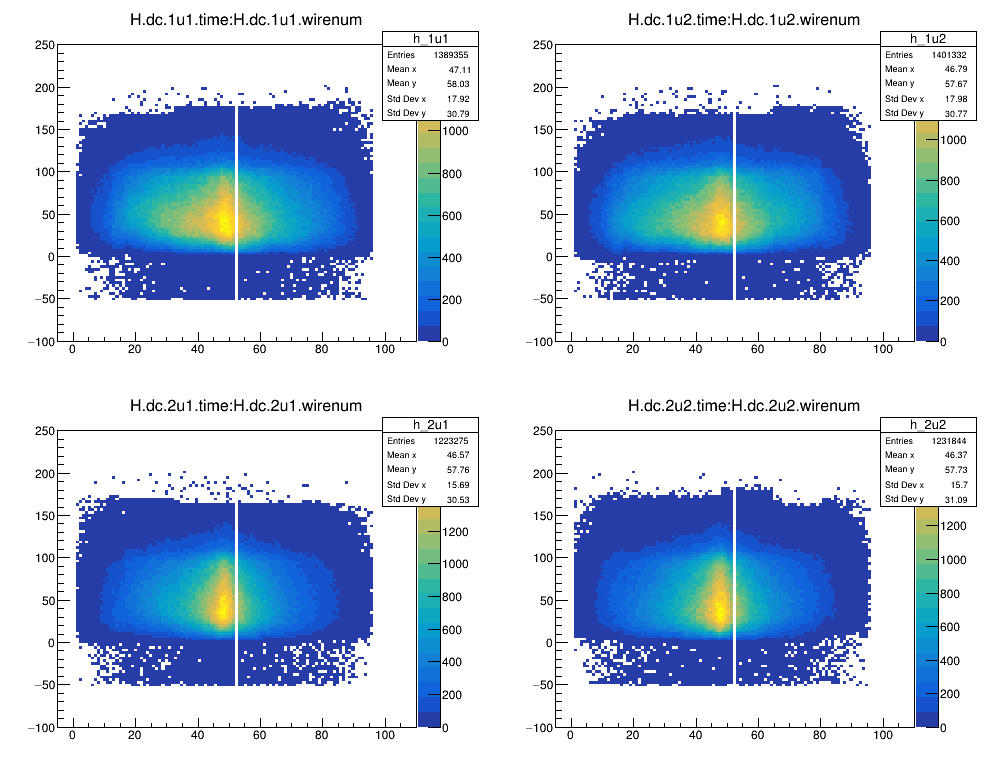 H.dc.1u1.time:H.dc.1u1.wirenum
h_1u1
Entries 1389355
Mean x 47.11
Mean y 58.03
Std Dev x 17.92
Std Dev y 30.79
250
200
150
100
50
0
−50
−100
0 20 40 60 80 100
1000
800
600
400
200
0
H.dc.1u2.time:H.dc.1u2.wirenum
h_1u2
Entries 1401332
Mean x 46.79
Mean y 57.67
Std Dev x 17.98
Std Dev y 30.77
250
200
150
100
50
0
−50
−100
0 20 40 60 80 100
1000
800
600
400
200
0
H.dc.2u1.time:H.dc.2u1.wirenum
h_2u1
Entries 1223275
Mean x 46.57
Mean y 57.76
Std Dev x 15.69
Std Dev y 30.53
250
200
150
100
50
0
−50
−100
0 20 40 60 80 100
1200
1000
800
600
400
200
0
H.dc.2u2.time:H.dc.2u2.wirenum
h_2u2
Entries 1231844
Mean x 46.37
Mean y 57.73
Std Dev x 15.7
Std Dev y 31.09
250
200
150
100
50
0
−50
−100
0 20 40 60 80 100
1200
1000
800
600
400
200
0